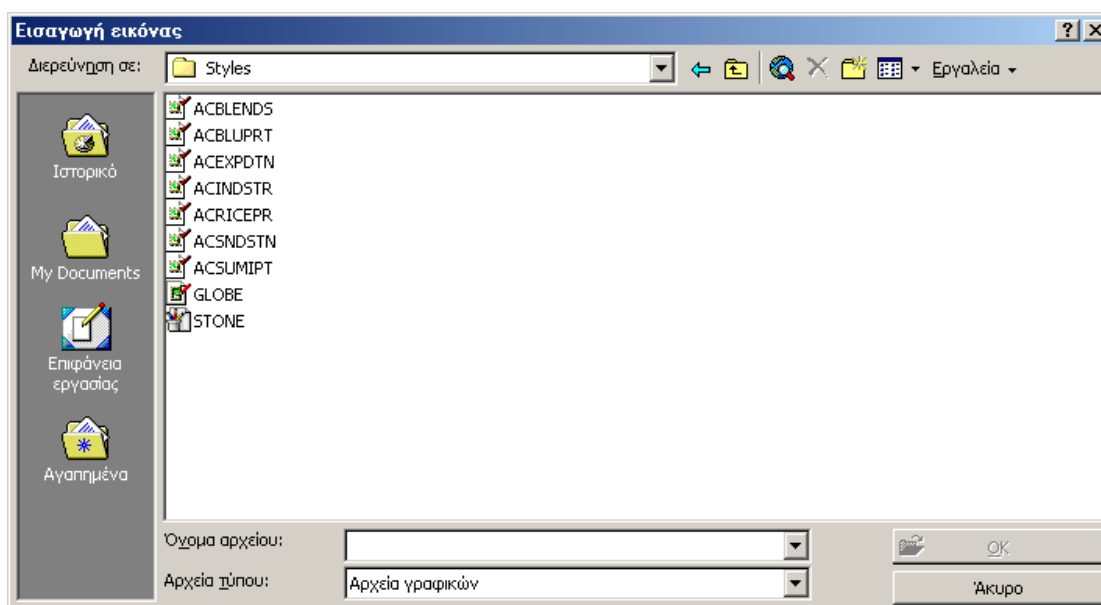 Εισαγωγή εικόνας
Διερεύνηση σε: Styles Εργαλεία
ACBLENDS
ACBLUPRT
ACEXPDTN
ACINDSTR
ACRICEPR
ACSNDSTN
ACSUMIPT
GLOBE
STONE
Ιστορικό
My Documents
Επιφάνεια
εργασίας
Αγαπημένα
Όνομα αρχείου: OK
Αρχεία τύπου: Αρχεία γραφικών Άκυρο